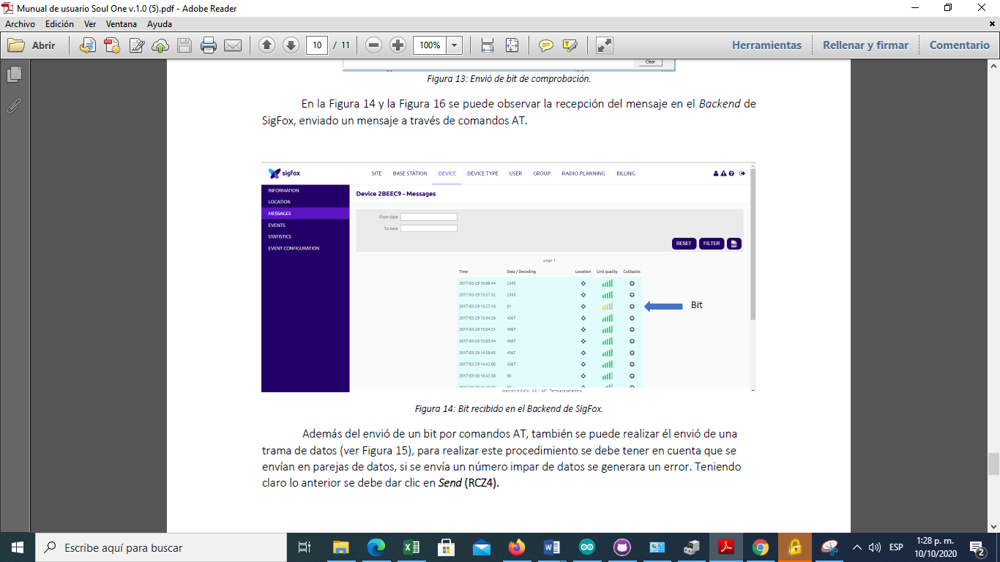 Munual de usuario Soul One v.1.0 (5).pdf - Adobe Reader
Archivo Edición Ver Ventana Ayuda
Abrir 10 / 11 100% Herramientas Rellenar y firmar Comentario
Clear
Figura 13: Envió de bit de comprobación.
En la Figura 14 y la Figura 16 se puede observar la recepción del mensaje en el Backend de
SigFox, enviado un mensaje a través de comandos AT.
sigfox SITE BASE STATION DEVICE DEVICE TYPE USER GROUP RADIO PLANNING BILLING
INFORMATION
LOCATION
MESSAGES
EVENTS
STATISTICS
EVENT CONFIGURATION
Device 2BEEC9 - Messages
From date
To date
RESET FILTER
page 1
Time Data / Decoding Location Link quality Callbacks
2017-03-29 16:08:44 2345
2017-03-29 15:57:32 2345
2017-03-29 15:27:10 01
2017-03-29 15:04:26 4567
2017-03-29 15:04:21 4567
2017-03-29 15:03:44 4567
2017-03-29 14:58:45 4567
2017-03-29 14:42:08 4567
2017-03-28 18:43:38 00
Bit
Copyright © Sigfox Terms and conditions
Figura 14: Bit recibido en el Backend de SigFox.
Además del envió de un bit por comandos AT, también se puede realizar él envió de una
trama de datos (ver Figura 15), para realizar este procedimiento se debe tener en cuenta que se
envían en parejas de datos, si se envía un número impar de datos se generara un error. Teniendo
claro lo anterior se debe dar clic en Send (RCZ4).
Escribe aquí para buscar
ESP
1:28 p. m.
10/10/2020
2